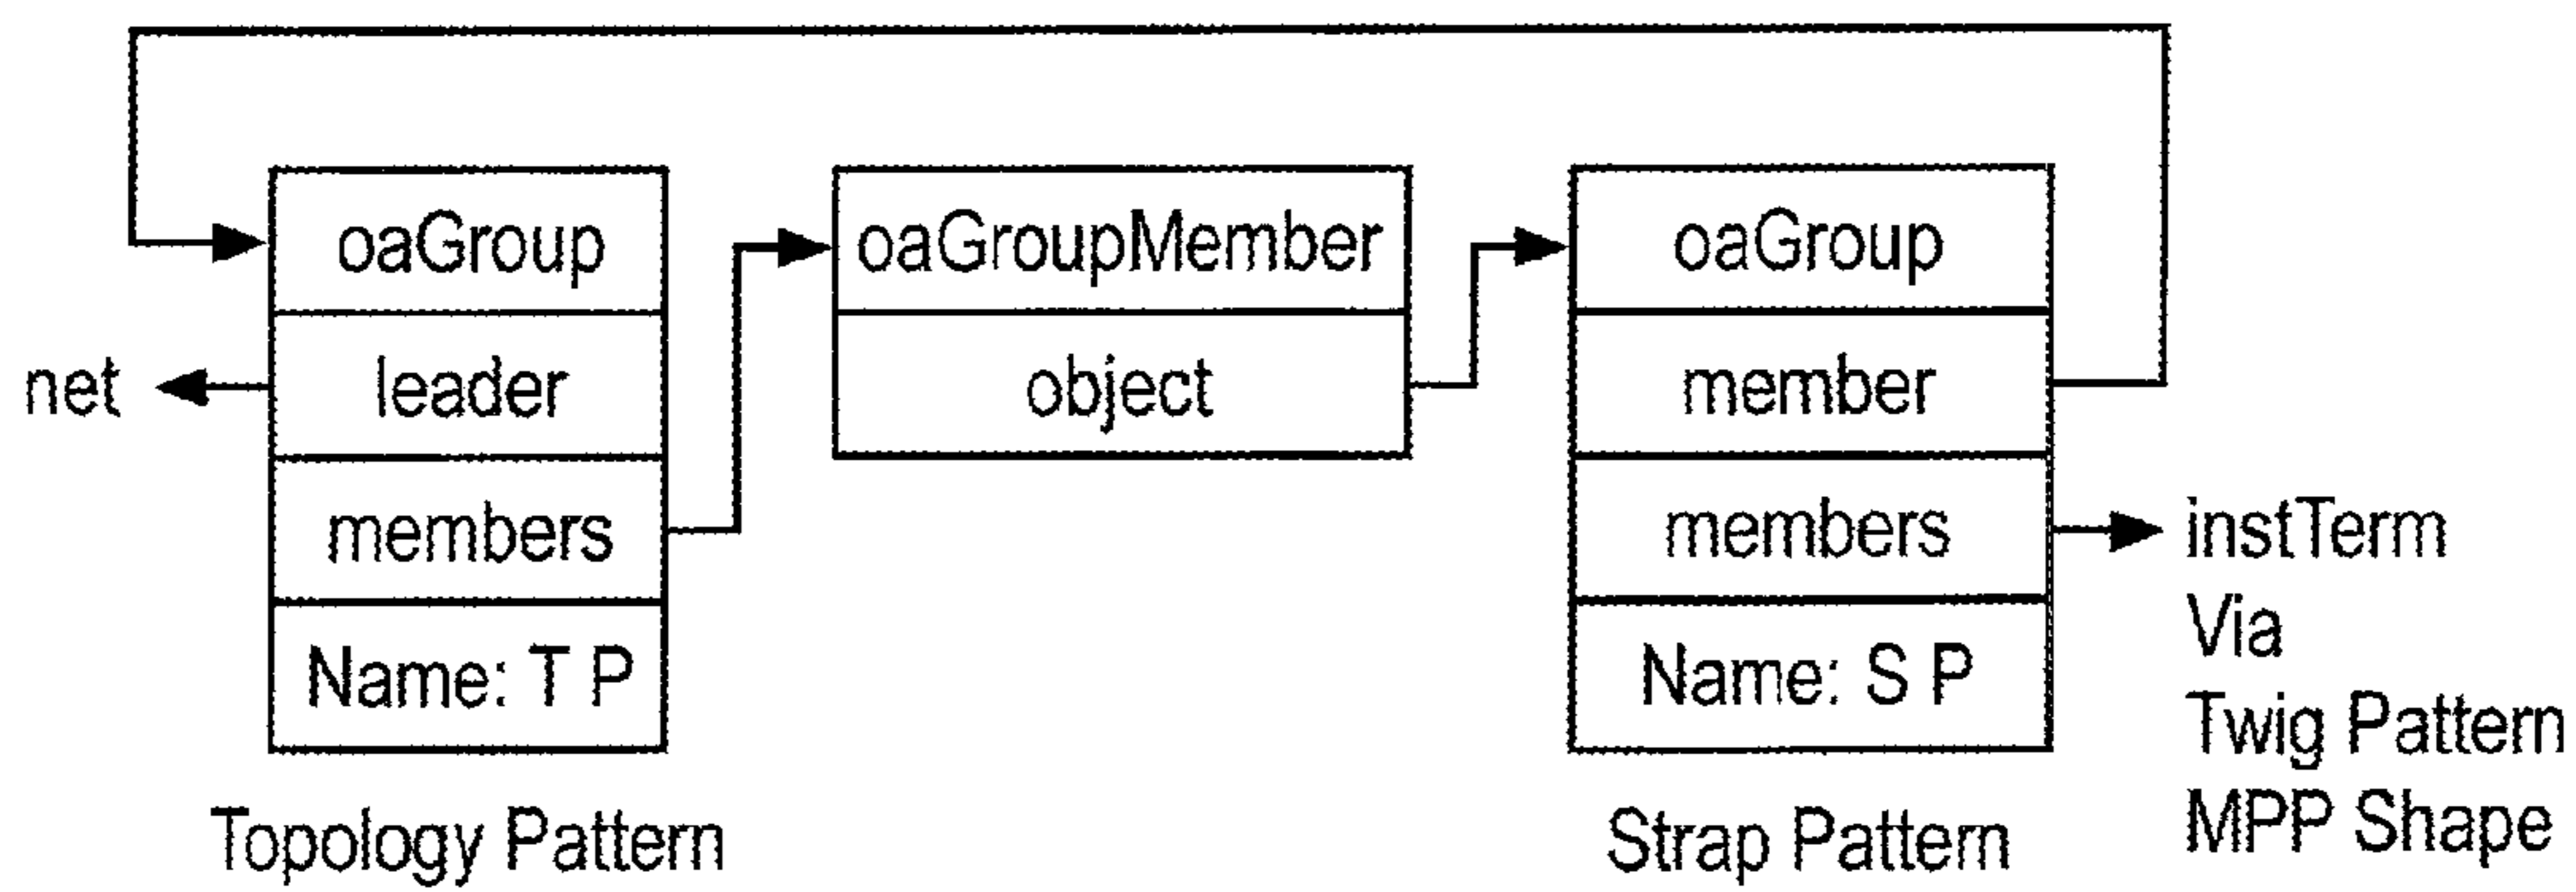 net
oaGroup
leader
members
Name: T P
Topology Pattern
oaGroupMember
object
oaGroup
member
members
Name: S P
Strap Pattern
instTerm
Via
Twig Pattern
MPP Shape